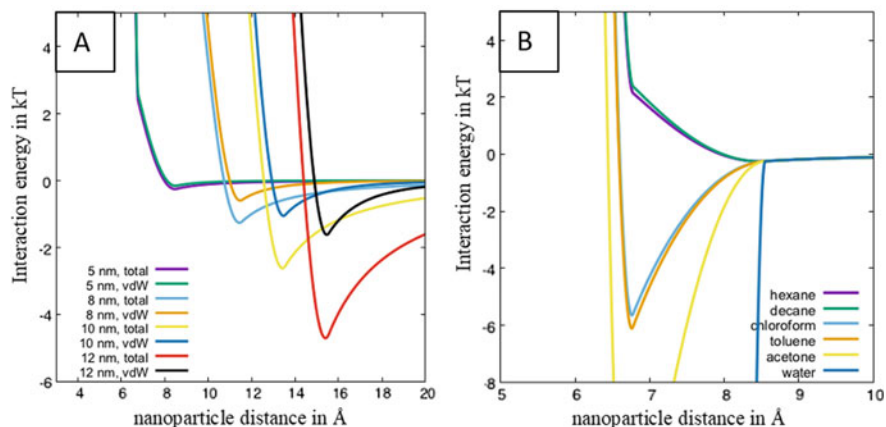 A
Interaction energy in kT
4
2
0
-2
-4
-6
5 nm, total
5 nm, vdW
8 nm, total
8 nm, vdW
10 nm, total
10 nm, vdW
12 nm, total
12 nm, vdW
4 6 8 10 12 14 16 18 20
nanoparticle distance in Å
B
Interaction energy in kT
4
2
0
-2
-4
-6
-8
hexane
decane
chloroform
toluene
acetone
water
5 6 7 8 9 10
nanoparticle distance in Å